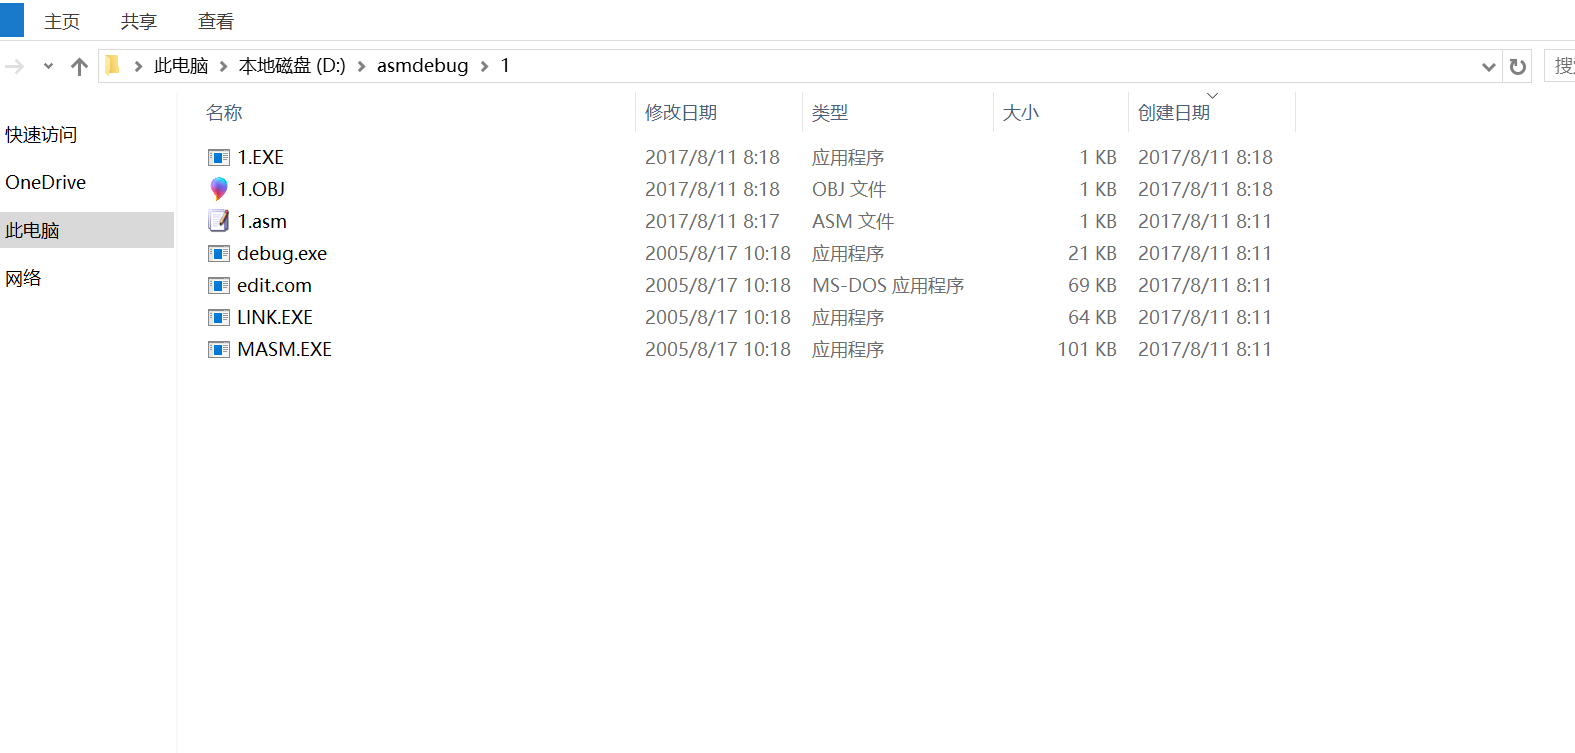 主页 共享 查看
此电脑 本地磁盘 (D:) asmdebug 1
名称 修改日期 类型 大小 创建日期
快速访问
OneDrive
此电脑
网络
1.EXE 2017/8/11 8:18 应用程序 1 KB 2017/8/11 8:18
1.OBJ 2017/8/11 8:18 OBJ 文件 1 KB 2017/8/11 8:18
1.asm 2017/8/11 8:17 ASM 文件 1 KB 2017/8/11 8:11
debug.exe 2005/8/17 10:18 应用程序 21 KB 2017/8/11 8:11
edit.com 2005/8/17 10:18 MS-DOS 应用程序 69 KB 2017/8/11 8:11
LINK.EXE 2005/8/17 10:18 应用程序 64 KB 2017/8/11 8:11
MASM.EXE 2005/8/17 10:18 应用程序 101 KB 2017/8/11 8:11